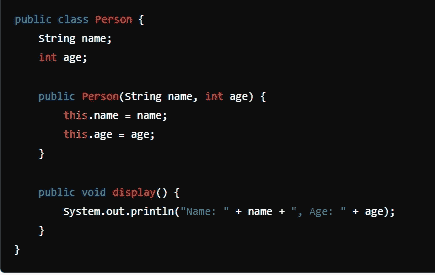 public class Person {
    String name;
    int age;

    public Person(String name, int age) {
        this.name = name;
        this.age = age;
    }

    public void display() {
        System.out.println("Name: " + name + ", Age: " + age);
    }
}